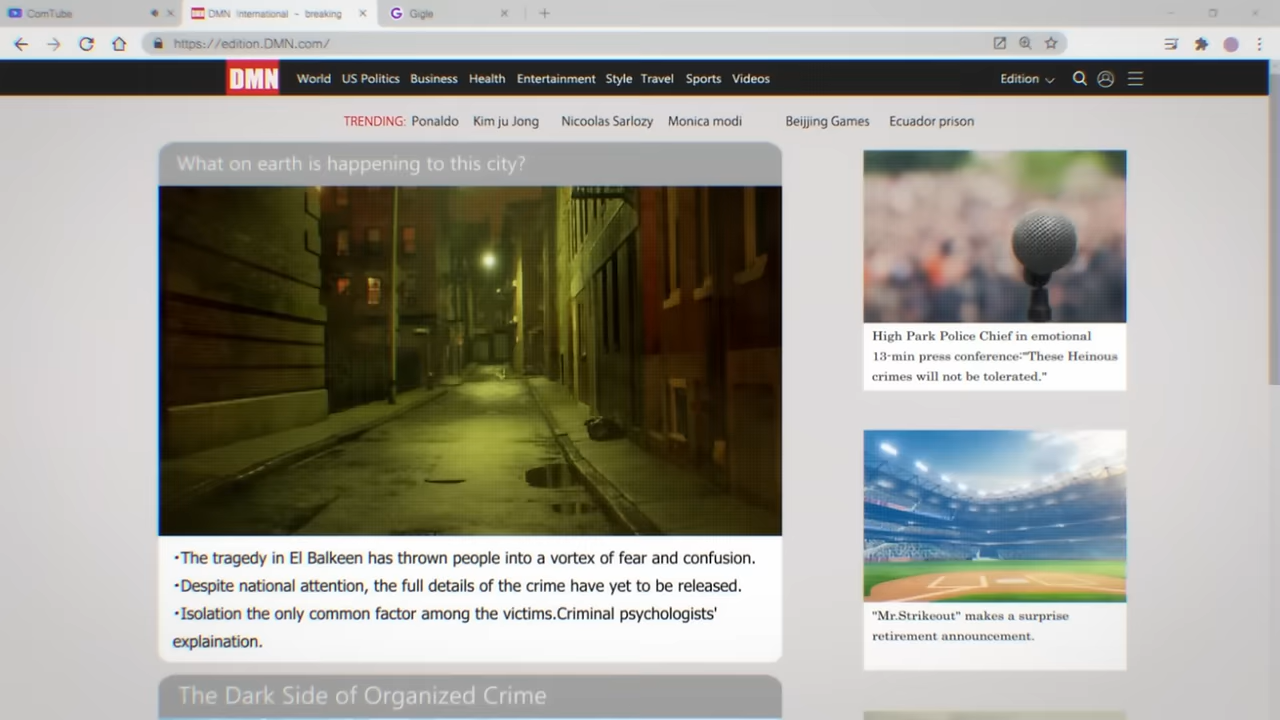 ComTube
DMN International - breaking
Gigle
https://edition.DMN.com/
DMN World US Politics Business Health Entertainment Style Travel Sports Videos Edition
TRENDING: Ponaldo Kim ju Jong Nicoolas Sarlozy Monica modi Beijjing Games Ecuador prison
What on earth is happening to this city?
•The tragedy in El Balkeen has thrown people into a vortex of fear and confusion.
•Despite national attention, the full details of the crime have yet to be released.
•Isolation the only common factor among the victims.Criminal psychologists'
explaination.
The Dark Side of Organized Crime
High Park Police Chief in emotional
13-min press conference:"These Heinous
crimes will not be tolerated."
"Mr.Strikeout" makes a surprise
retirement announcement.